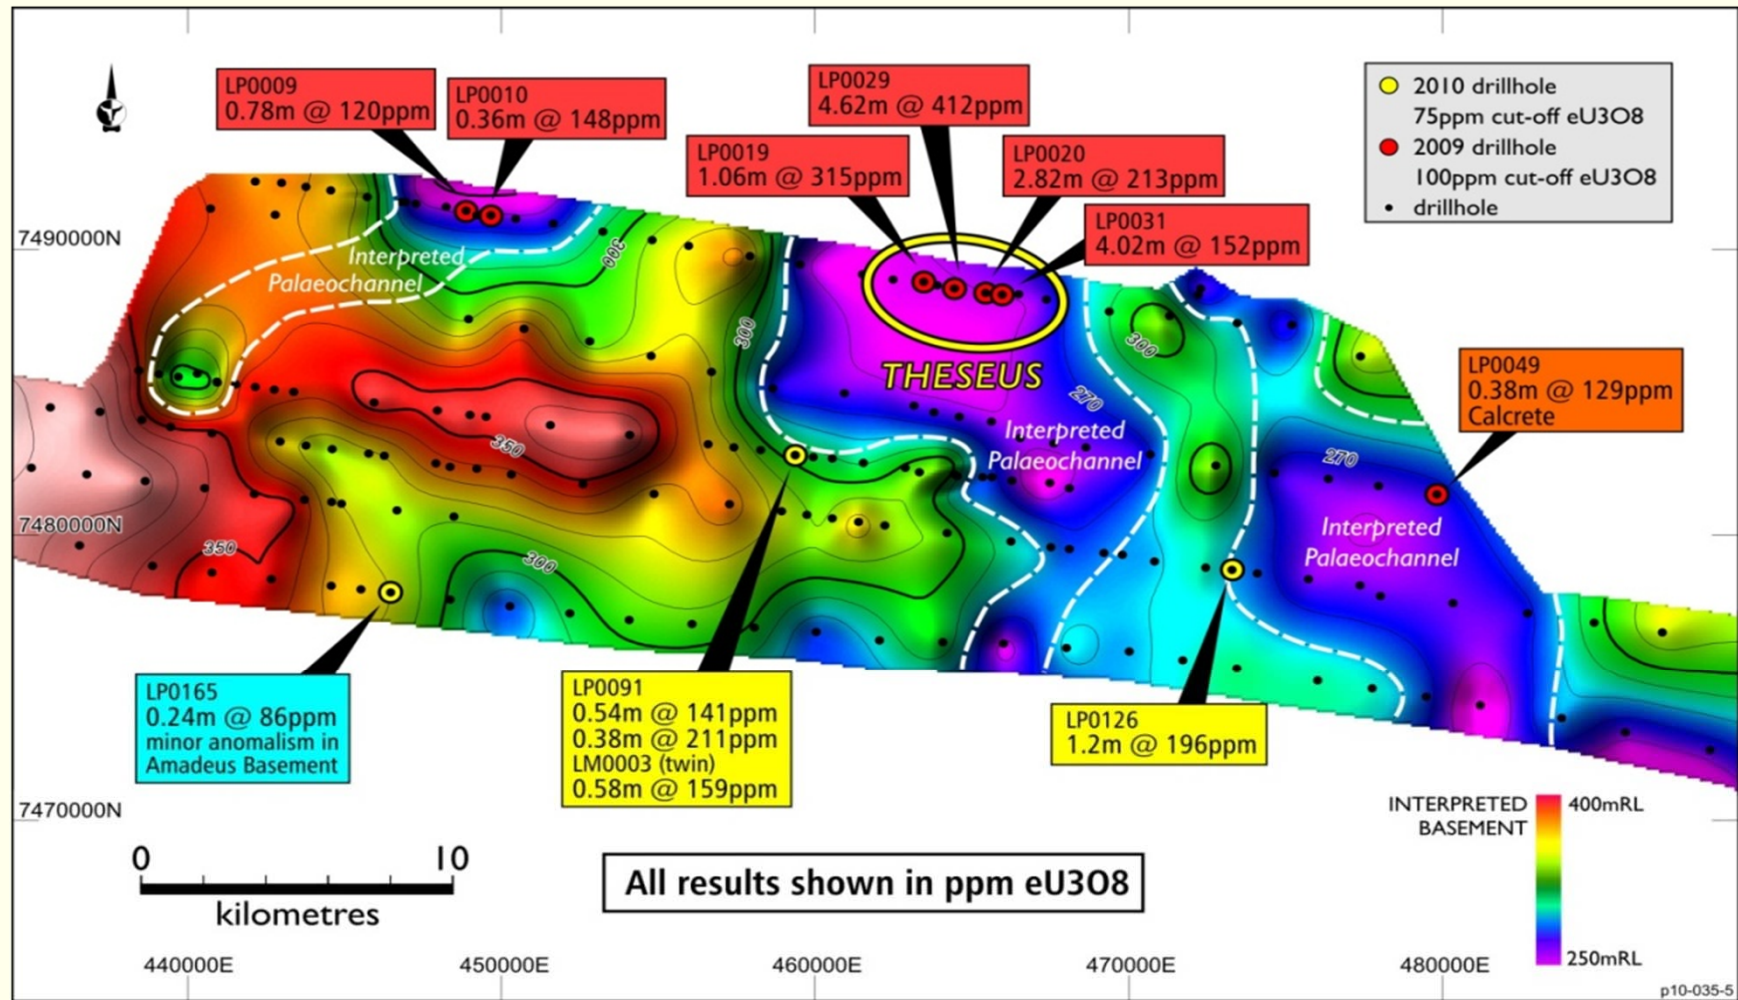 LP0009
0.78m @ 120ppm
LP0010
0.36m @ 148ppm
LP0029
4.62m @ 412ppm
LP0019
1.06m @ 315ppm
LP0020
2.82m @ 213ppm
LP0031
4.02m @ 152ppm
2010 drillhole
75ppm cut-off eU3O8
2009 drillhole
100ppm cut-off eU3O8
drillhole
7490000N
Interpreted
Palaeochannel
300
300
300
THESEUS
270
Interpreted
Palaeochannel
LP0049
0.38m @ 129ppm
Calcrete
350
270
7480000N
Interpreted
Palaeochannel
350
300
LP0165
0.24m @ 86ppm
minor anomalism in
Amadeus Basement
LP0091
0.54m @ 141ppm
0.38m @ 211ppm
LM0003 (twin)
0.58m @ 159ppm
LP0126
1.2m @ 196ppm
7470000N
INTERPRETED
BASEMENT
400mRL
250mRL
0 10
kilometres
All results shown in ppm eU3O8
440000E 450000E 460000E 470000E 480000E
p10-035-5